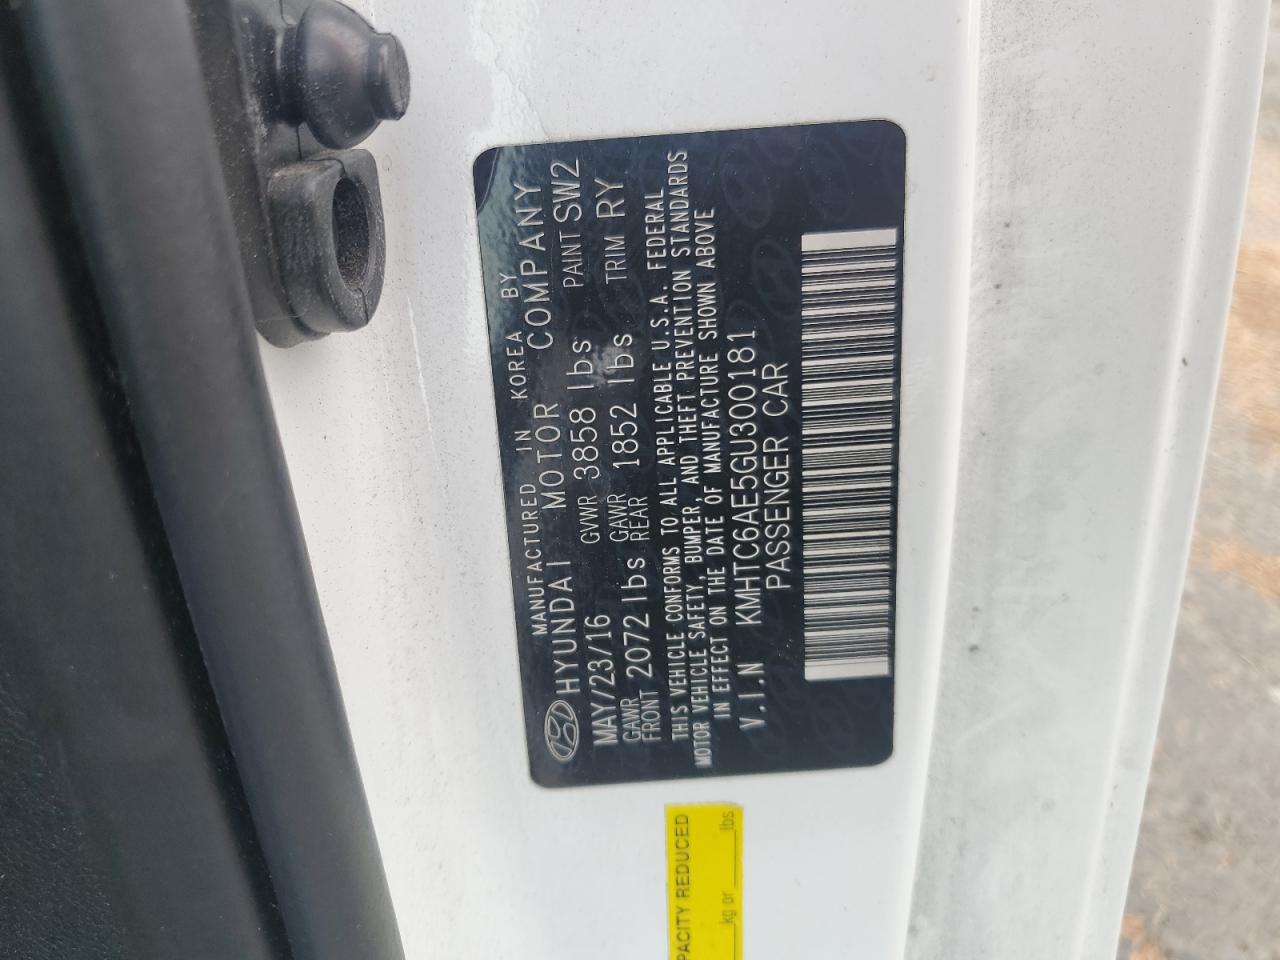 MANUFACTURED IN KOREA BY
HYUNDAI MOTOR COMPANY
MAY/23/16 GVWR 3858 lbs PAINT SW2
GAWR FRONT 2072 lbs GAWR REAR 1852 lbs TRIM RY
THIS VEHICLE CONFORMS TO ALL APPLICABLE U.S.A. FEDERAL
MOTOR VEHICLE SAFETY, BUMPER, AND THEFT PREVENTION STANDARDS
IN EFFECT ON THE DATE OF MANUFACTURE SHOWN ABOVE
V.I.N KMHTC6AE5GU300181
PASSENGER CAR
PACITY REDUCED
kg or lbs